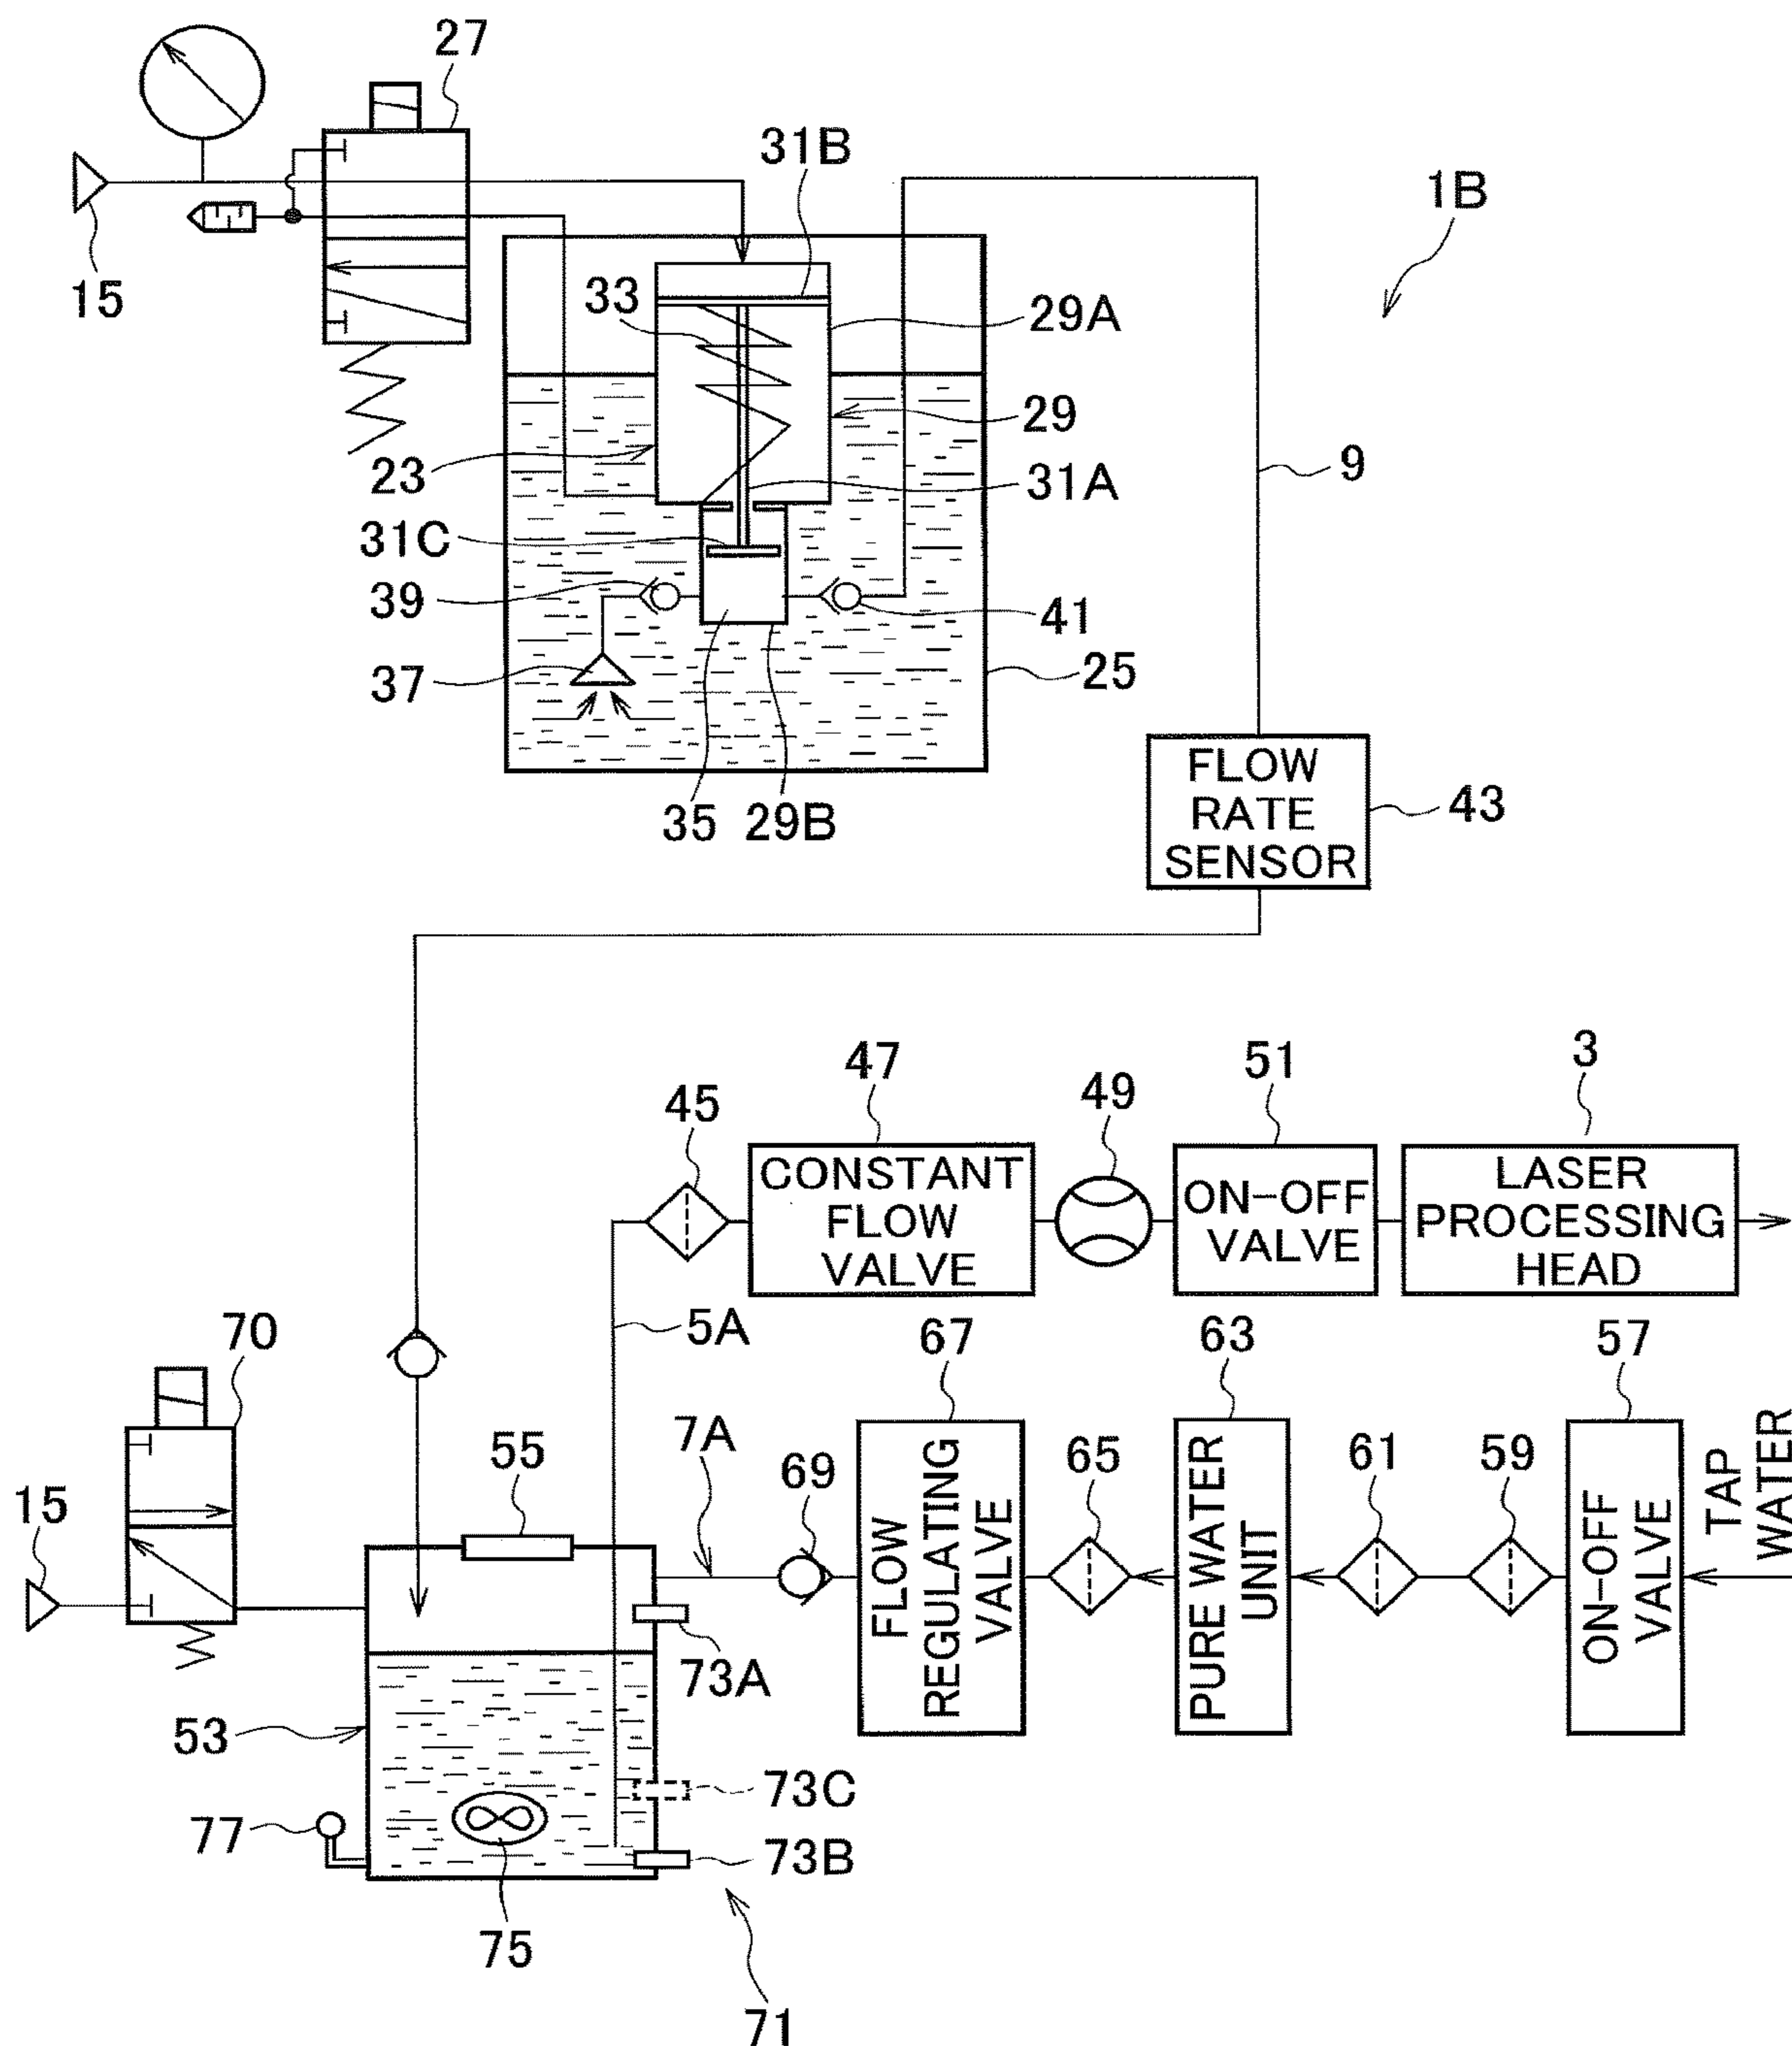 27
31B
1B
15
33
29A
29
23
31A
9
31C
39
41
37
25
35
29B
FLOW
RATE
SENSOR
43
3
47
51
49
45
CONSTANT
FLOW
VALVE
ON-OFF
VALVE
LASER
PROCESSING
HEAD
70
5A
67
63
57
7A
55
69
65
61
59
15
FLOW
REGULATING
VALVE
PURE WATER
UNIT
ON-OFF
VALVE
TAP
WATER
73A
53
73C
77
73B
75
71